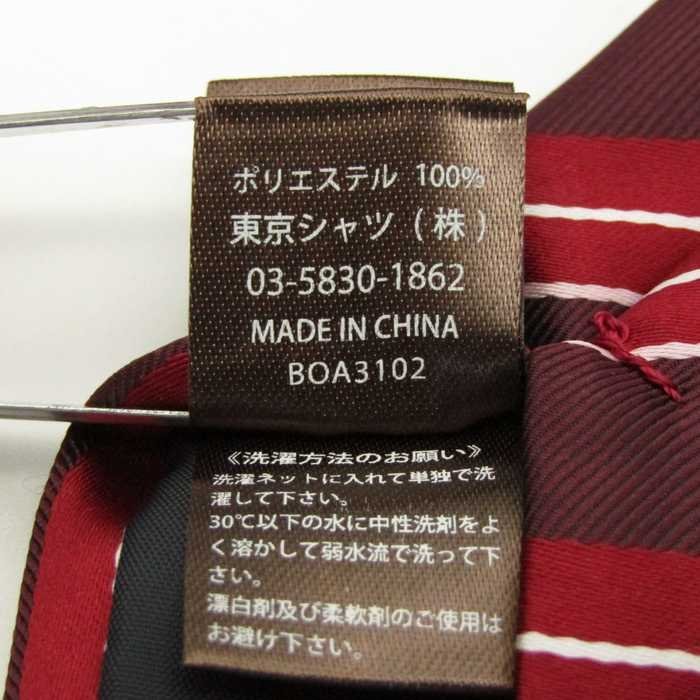 ポリエステル 100%
東京シャツ(株)
03-5830-1862
MADE IN CHINA
BOA3102
《洗濯方法のお願い》
洗濯ネットに入れて単独で洗
濯して下さい。
30℃以下の水に中性洗剤をよ
く溶かして弱水流で洗って下
さい。
漂白剤及び柔軟剤のご使用は
お避け下さい。